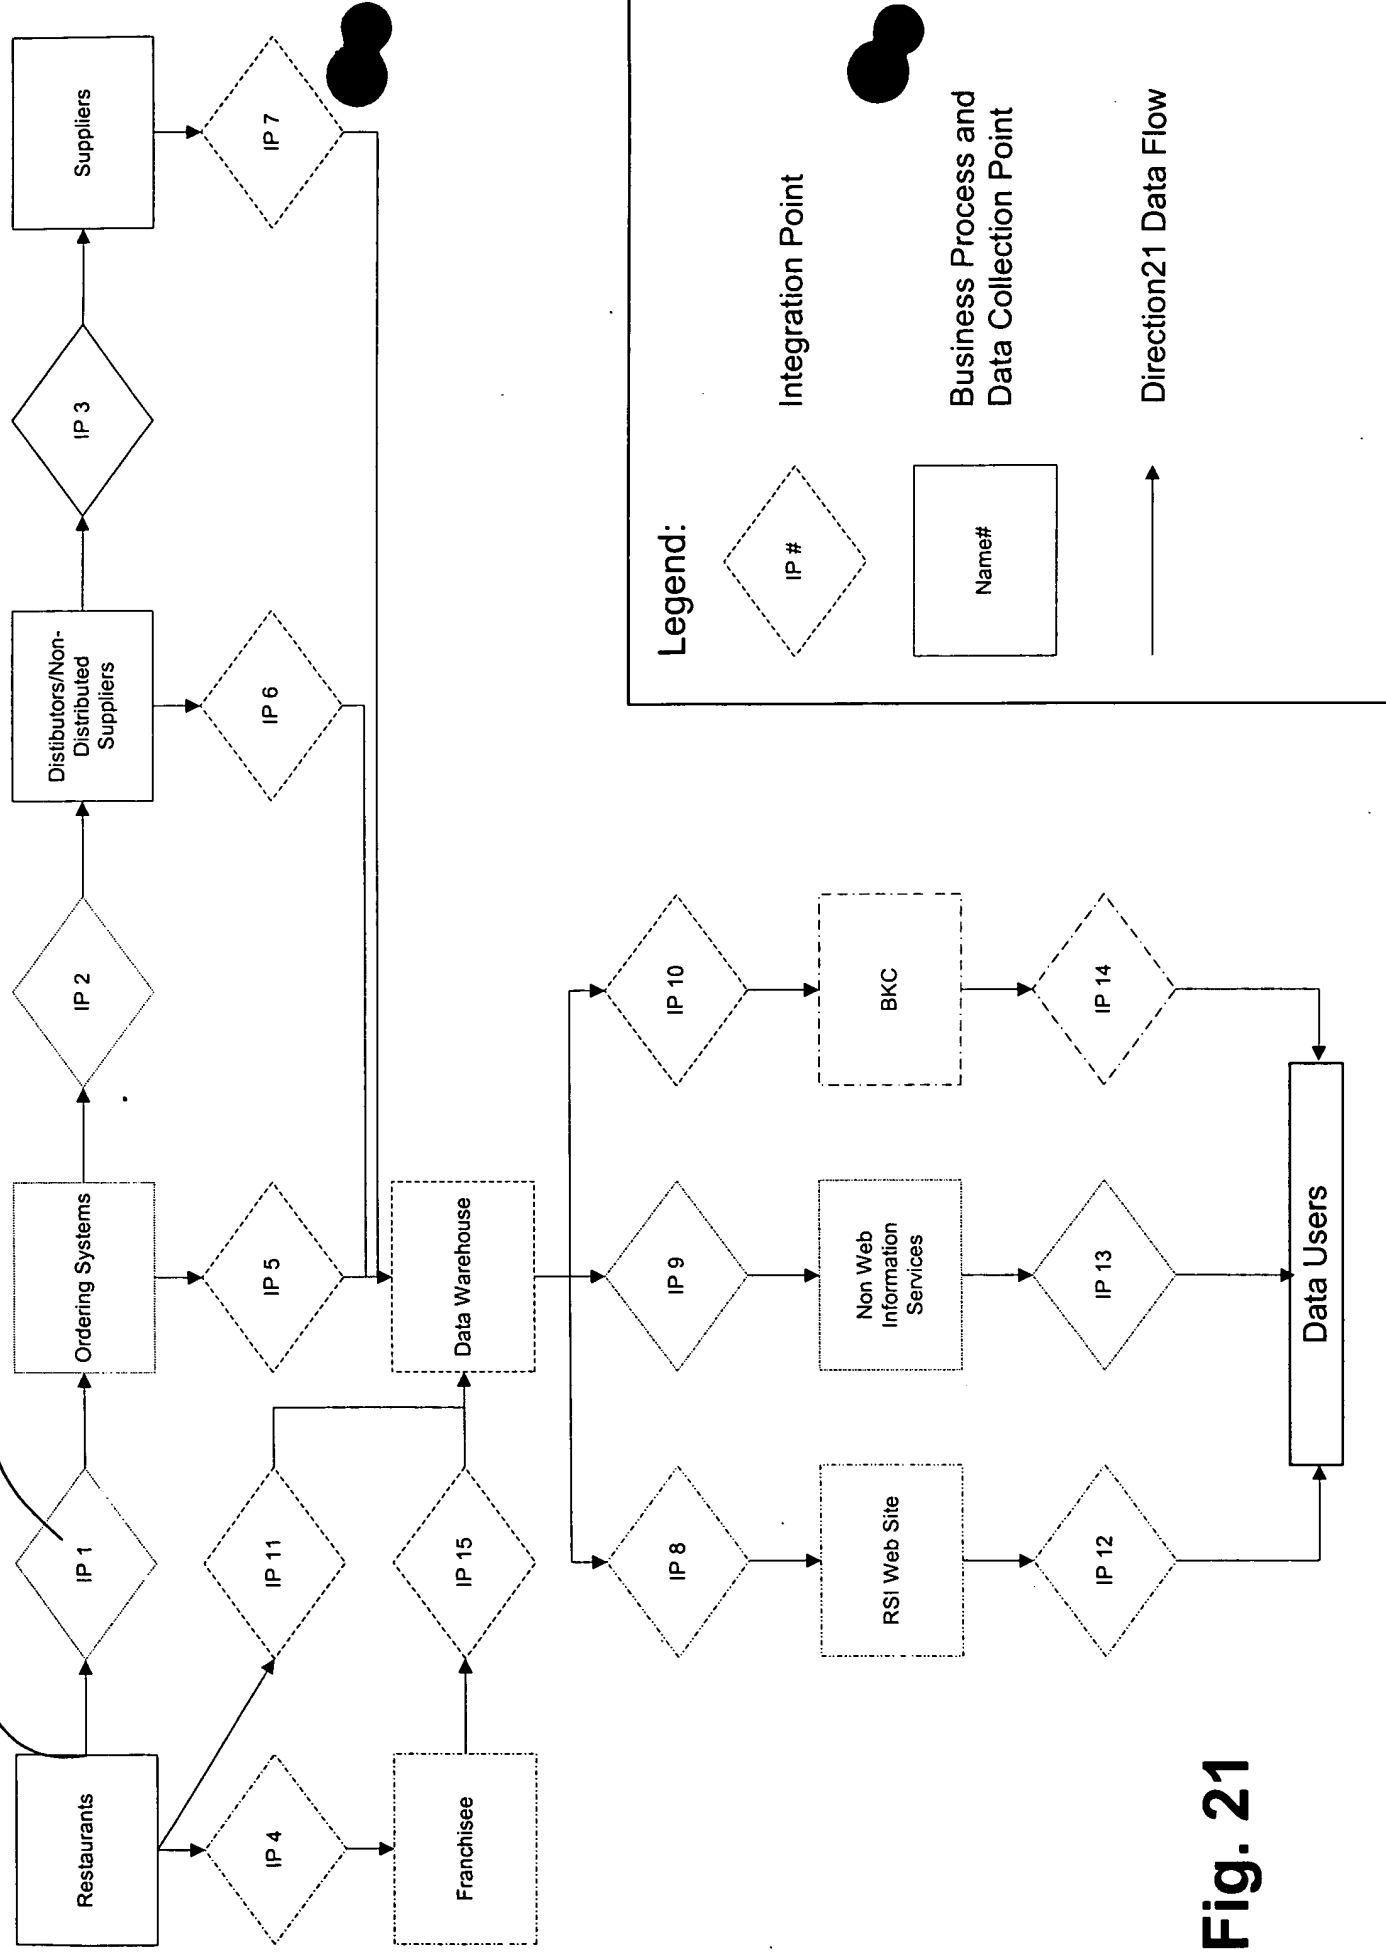 Restaurants
IP 1
Ordering Systems
IP 2
Distibutors/Non-
Distributed
Suppliers
IP 3
Suppliers
IP 4
IP 11
IP 5
IP 6
IP 7
Franchisee
IP 15
Data Warehouse
IP 8
IP 9
IP 10
RSI Web Site
Non Web
Information
Services
BKC
IP 12
IP 13
IP 14
Data Users
Legend:
IP #
Integration Point
Name#
Business Process and
Data Collection Point
Direction21 Data Flow
Fig. 21